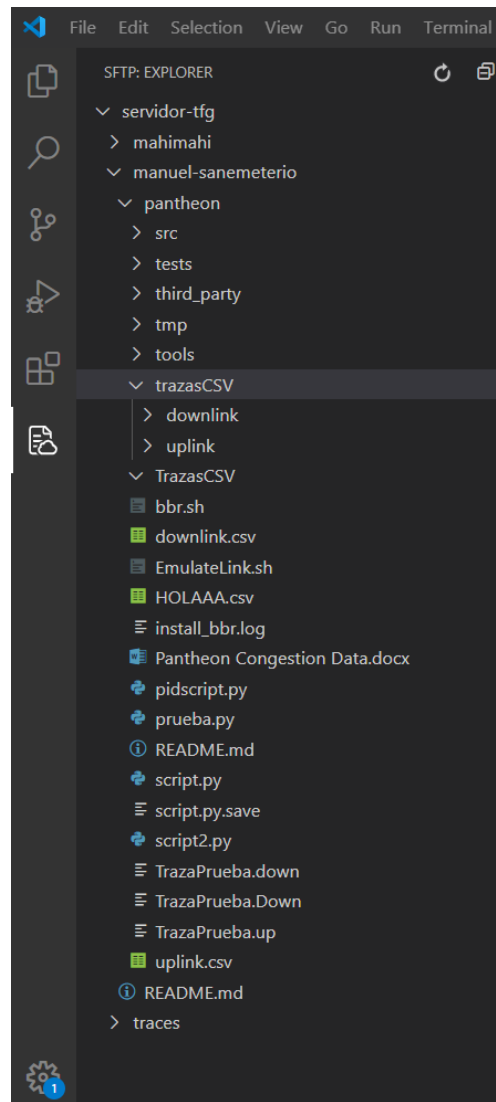 File Edit Selection View Go Run Terminal
SFTP: EXPLORER
servidor-tfg
mahimahi
manuel-sanemeterio
pantheon
src
tests
third_party
tmp
tools
trazasCSV
downlink
uplink
TrazasCSV
bbr.sh
downlink.csv
EmulateLink.sh
HOLAAA.csv
install_bbr.log
Pantheon Congestion Data.docx
pidscript.py
prueba.py
README.md
script.py
script.py.save
script2.py
TrazaPrueba.down
TrazaPrueba.Down
TrazaPrueba.up
uplink.csv
README.md
traces
1